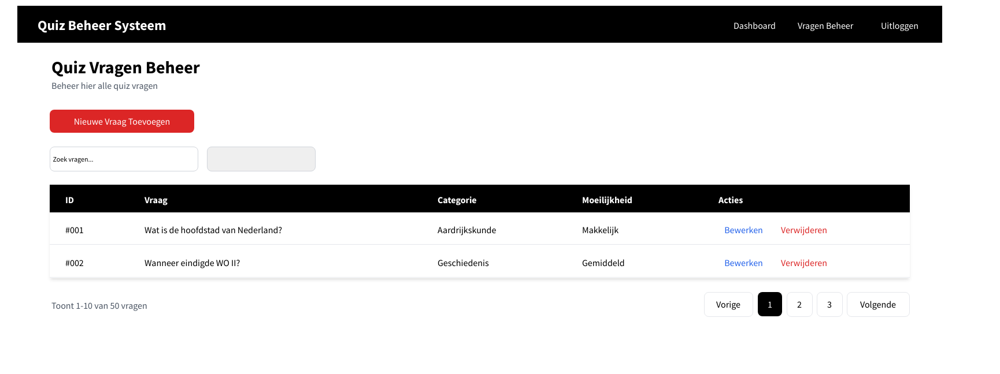 Quiz Beheer Systeem Dashboard Vragen Beheer Uitloggen
Quiz Vragen Beheer
Beheer hier alle quiz vragen
Nieuwe Vraag Toevoegen
Zoek vragen...
ID Vraag Categorie Moeilijkheid Acties
#001 Wat is de hoofdstad van Nederland? Aardrijkskunde Makkelijk Bewerken Verwijderen
#002 Wanneer eindigde WO II? Geschiedenis Gemiddeld Bewerken Verwijderen
Toont 1-10 van 50 vragen Vorige 1 2 3 Volgende